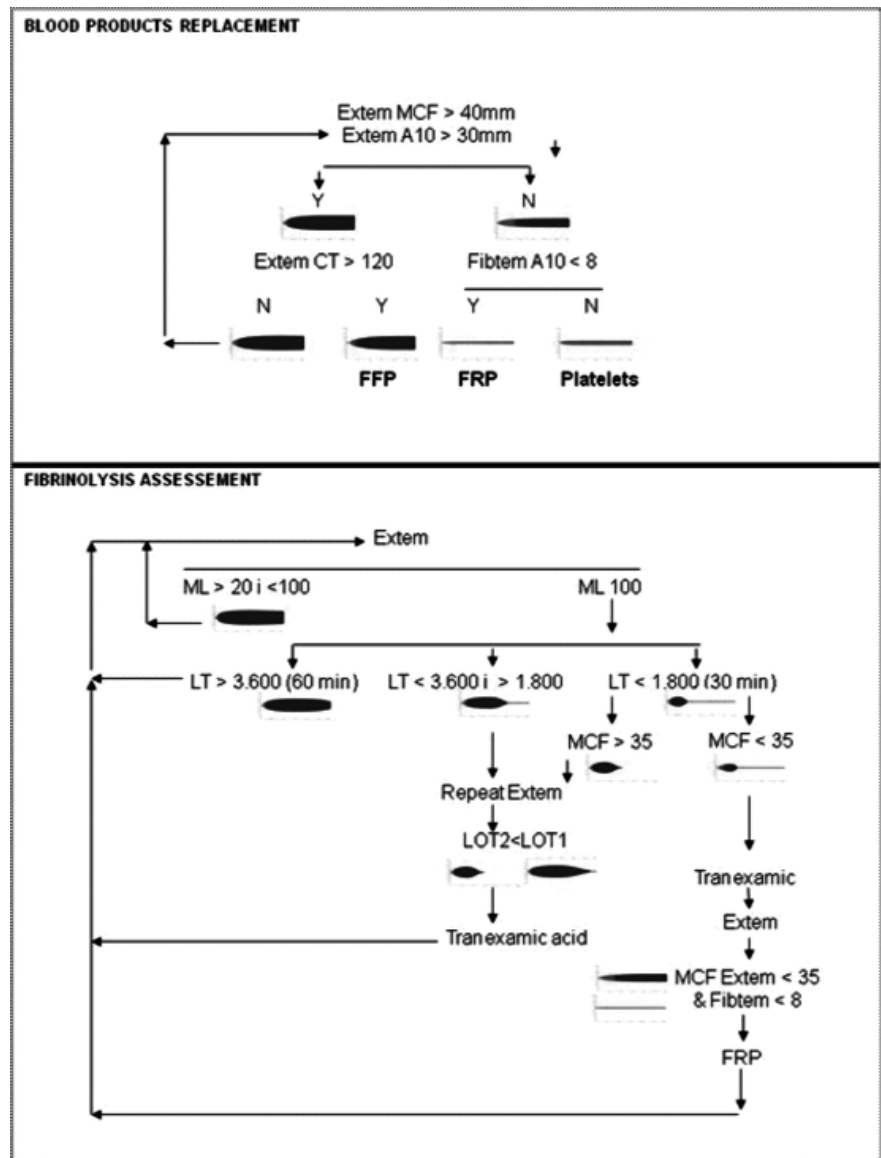 BLOOD PRODUCTS REPLACEMENT
Extem MCF > 40mm
Extem A10 > 30mm
Y N
Extem CT > 120 Fibtem A10 < 8
N Y Y N
FFP FRP Platelets
FIBRINOLYSIS ASSESSEMENT
Extem
ML > 20 i <100 ML 100
LT > 3.600 (60 min) LT < 3.600 i > 1.800 LT < 1.800 (30 min)
MCF > 35 MCF < 35
Repeat Extem
LOT2<LOT1
Tranexamic
Extem
Tranexamic acid
MCF Extem < 35
& Fibtem < 8
FRP